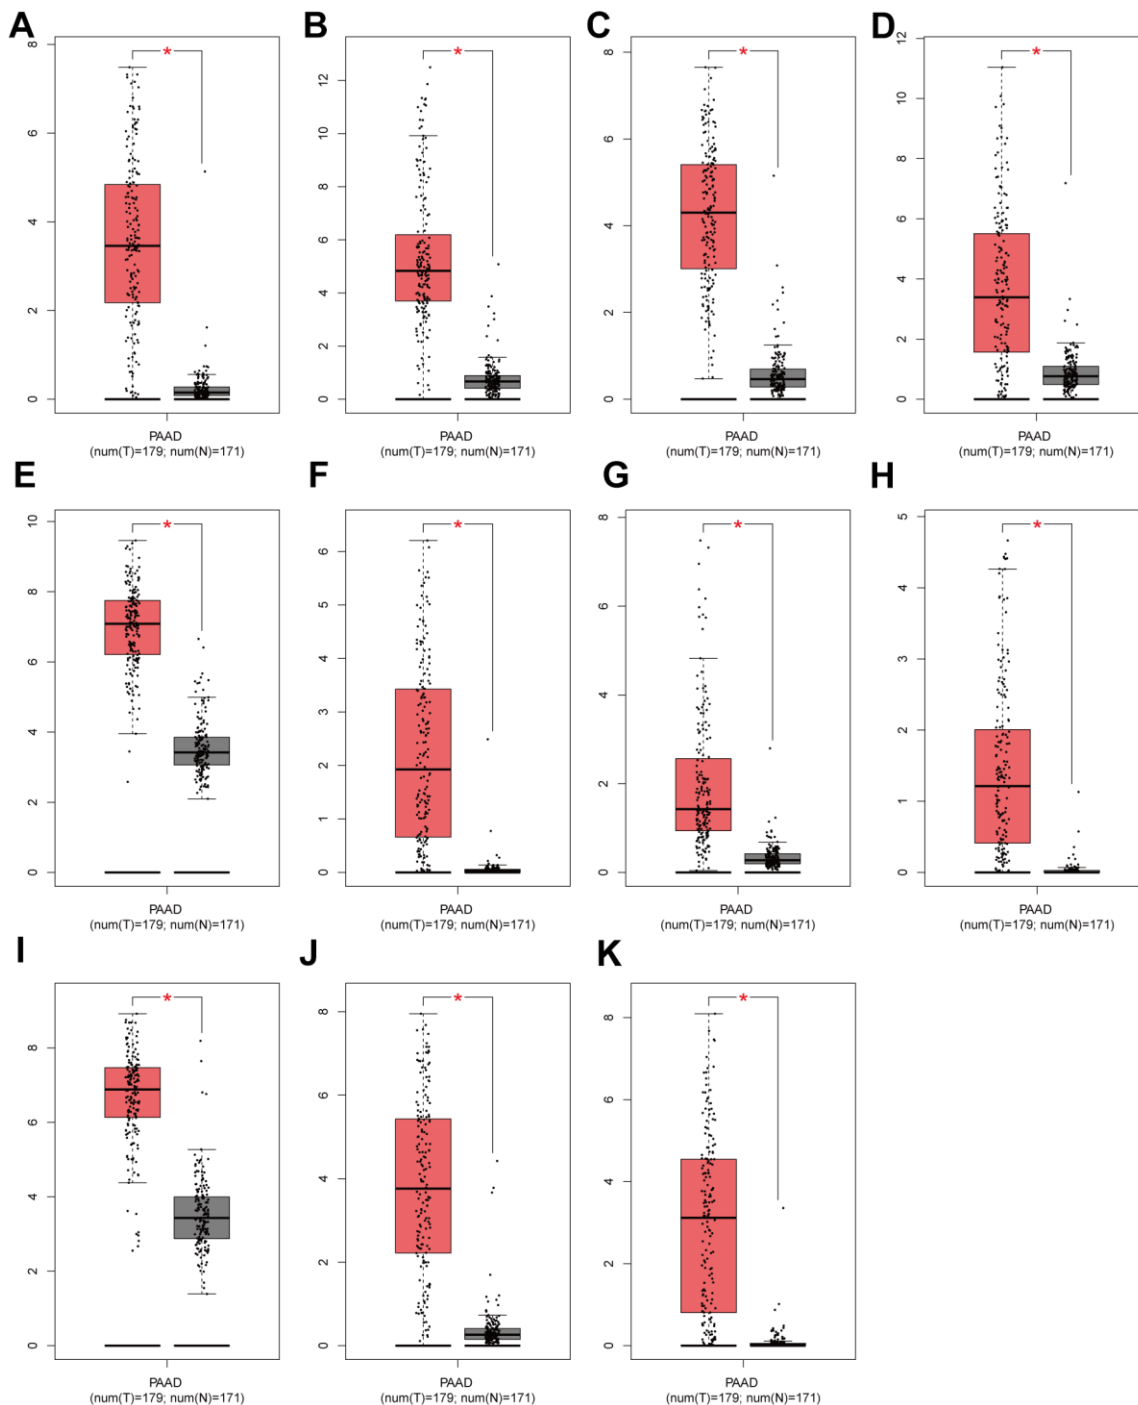 A
B
C
D
8
6
4
2
0
*
12
10
8
6
4
2
0
*
8
6
4
2
0
*
12
10
8
6
4
2
0
*
PAAD
(num(T)=179; num(N)=171)
PAAD
(num(T)=179; num(N)=171)
PAAD
(num(T)=179; num(N)=171)
PAAD
(num(T)=179; num(N)=171)
E
F
G
H
10
8
6
4
2
0
*
6
5
4
3
2
1
0
*
8
6
4
2
0
*
5
4
3
2
1
0
*
PAAD
(num(T)=179; num(N)=171)
PAAD
(num(T)=179; num(N)=171)
PAAD
(num(T)=179; num(N)=171)
PAAD
(num(T)=179; num(N)=171)
I
J
K
8
6
4
2
0
*
8
6
4
2
0
*
8
6
4
2
0
*
PAAD
(num(T)=179; num(N)=171)
PAAD
(num(T)=179; num(N)=171)
PAAD
(num(T)=179; num(N)=171)